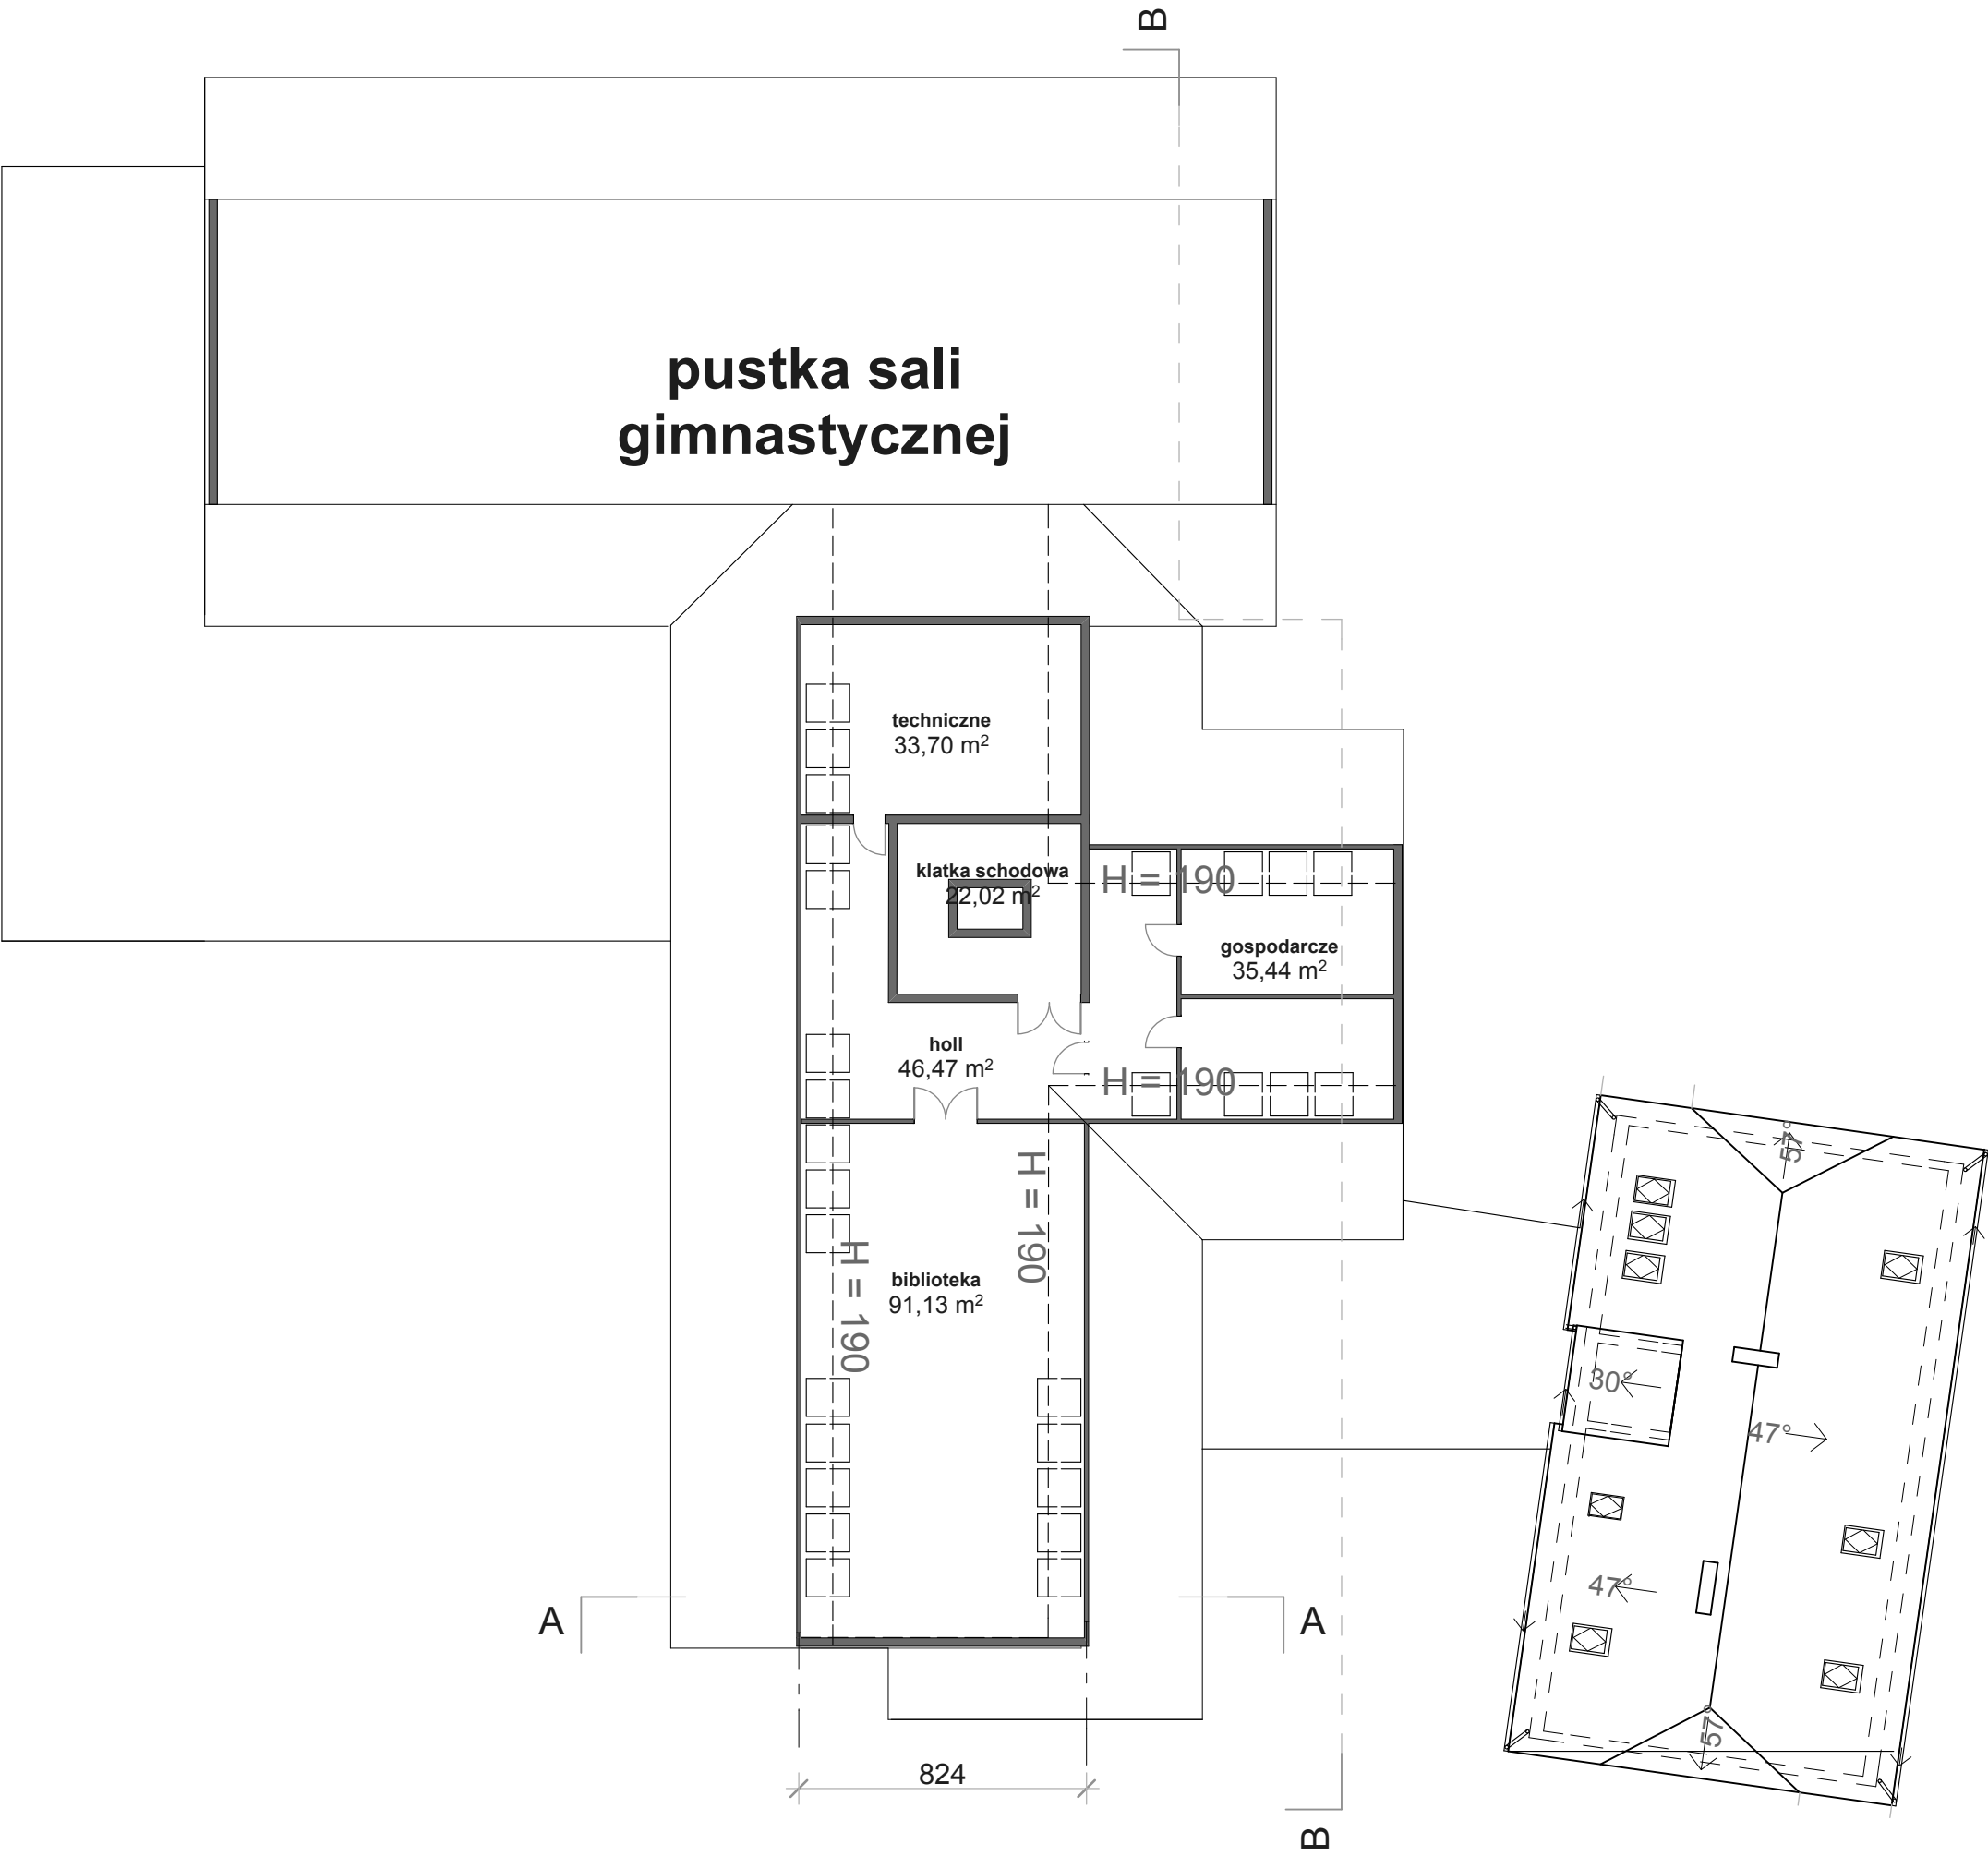 B
pustka sali
gimnastycznej
techniczne
33,70 m²
klatka schodowa
22,02 m²
H = 190
gospodarcze
35,44 m²
holl
46,47 m²
H = 190
H = 190
H = 190
biblioteka
91,13 m²
57°
30°
47°
47°
57°
A
A
824
B